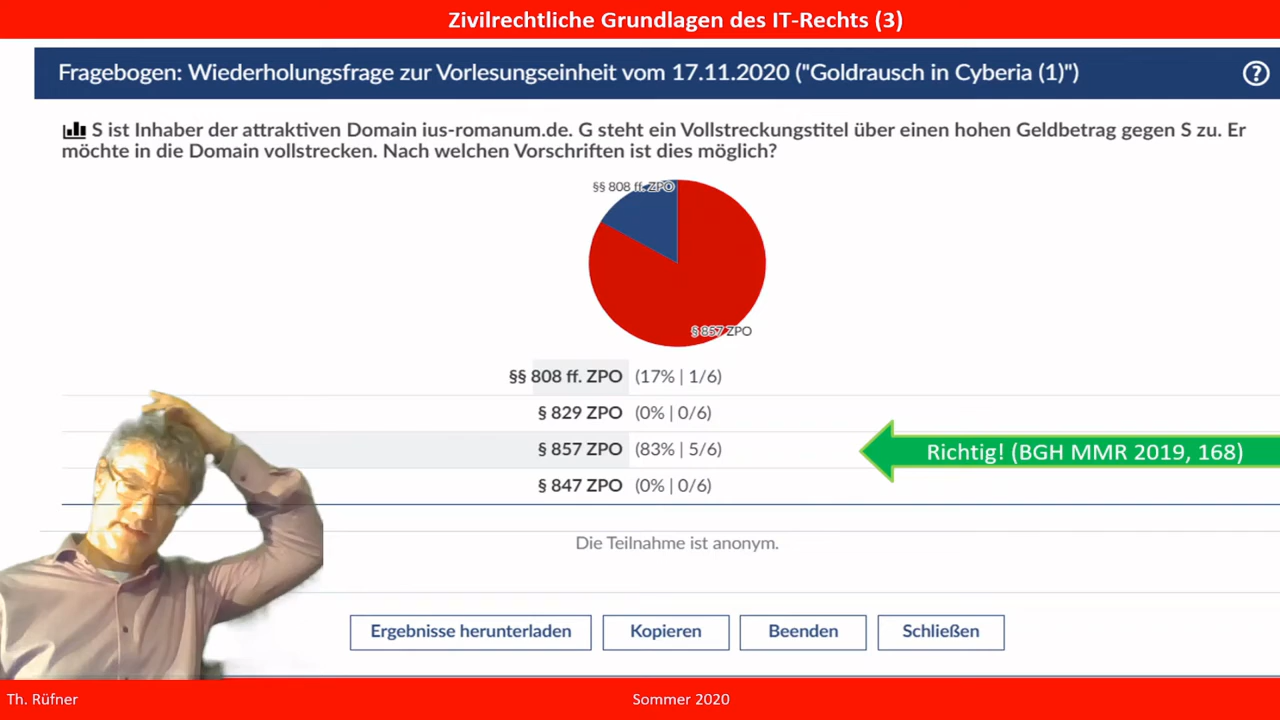 Zivilrechtliche Grundlagen des IT-Rechts (3)
Fragebogen: Wiederholungsfrage zur Vorlesungseinheit vom 17.11.2020 ("Goldrausch in Cyberia (1)")
?
S ist Inhaber der attraktiven Domain ius-romanum.de. G steht ein Vollstreckungstitel über einen hohen Geldbetrag gegen S zu. Er
möchte in die Domain vollstrecken. Nach welchen Vorschriften ist dies möglich?
§§ 808 ff. ZPO
§ 857 ZPO
§§ 808 ff. ZPO (17% | 1/6)
§ 829 ZPO (0% | 0/6)
§ 857 ZPO (83% | 5/6)
Richtig! (BGH MMR 2019, 168)
§ 847 ZPO (0% | 0/6)
Die Teilnahme ist anonym.
Ergebnisse herunterladen Kopieren Beenden Schließen
Th. Rüfner Sommer 2020